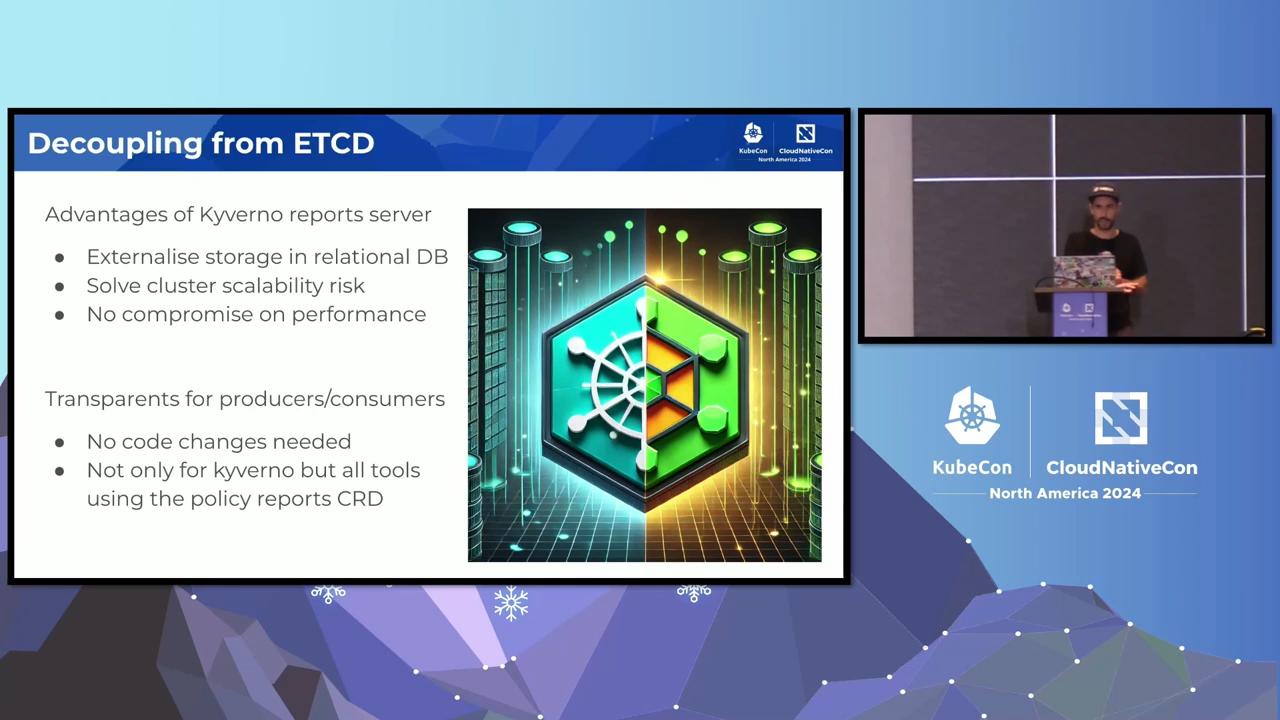 Decoupling from ETCD
KubeCon
CloudNativeCon
North America 2024
Advantages of Kyverno reports server
● Externalise storage in relational DB
● Solve cluster scalability risk
● No compromise on performance
Transparents for producers/consumers
● No code changes needed
● Not only for kyverno but all tools
using the policy reports CRD
KubeCon
CloudNativeCon
North America 2024